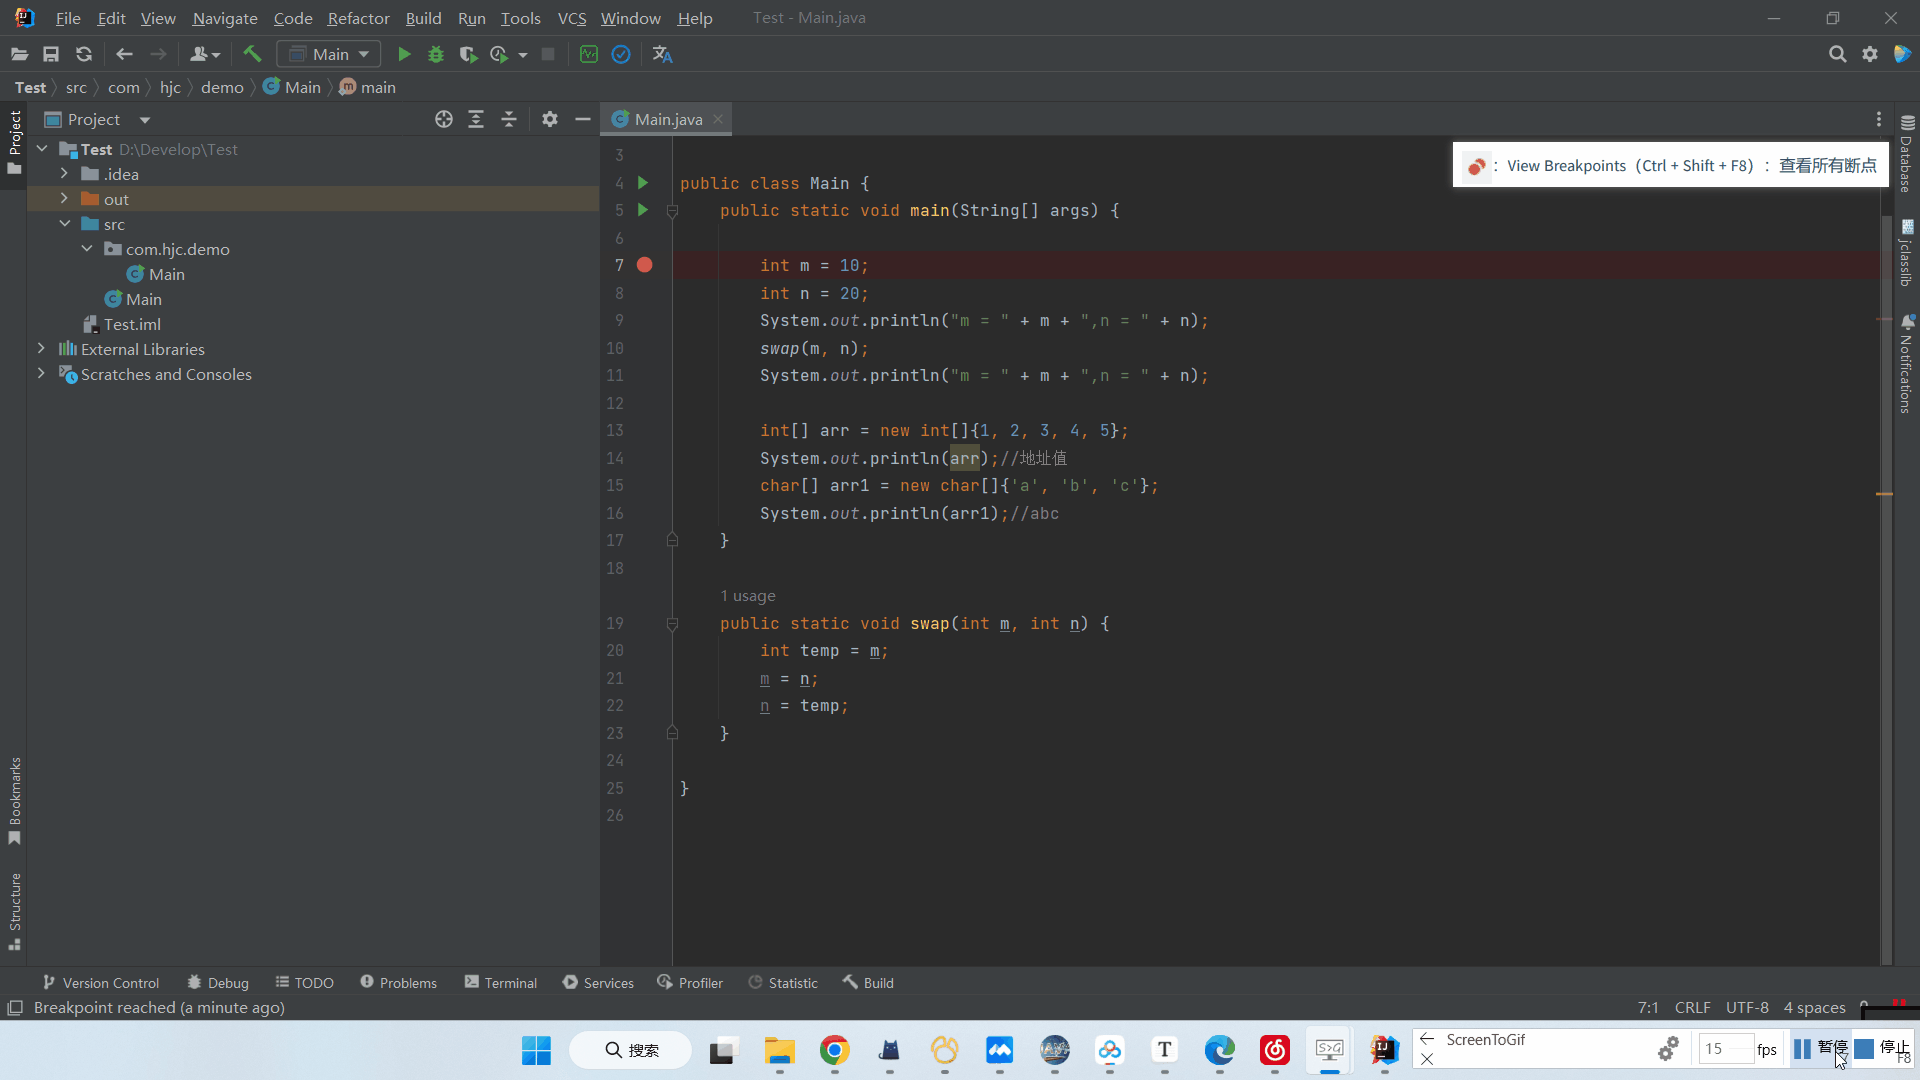 File Edit View Navigate Code Refactor Build Run Tools VCS Window Help Test - Main.java
Main
Test src com hjc demo Main main
Project
Project
Main.java
Test D:\Develop\Test
.idea
out
src
com.hjc.demo
Main
Main
Test.iml
External Libraries
Scratches and Consoles
Bookmarks
Structure
: View Breakpoints（Ctrl + Shift + F8）：查看所有断点
3
4 public class Main {
5 public static void main(String[] args) {
6
7 int m = 10;
8 int n = 20;
9 System.out.println("m = " + m + ",n = " + n);
10 swap(m, n);
11 System.out.println("m = " + m + ",n = " + n);
12
13 int[] arr = new int[]{1, 2, 3, 4, 5};
14 System.out.println(arr);//地址值
15 char[] arr1 = new char[]{'a', 'b', 'c'};
16 System.out.println(arr1);//abc
17 }
18
1 usage
19 public static void swap(int m, int n) {
20 int temp = m;
21 m = n;
22 n = temp;
23 }
24
25 }
26
Database
jclasslib
Notifications
Version Control Debug TODO Problems Terminal Services Profiler Statistic Build
Breakpoint reached (a minute ago)
7:1 CRLF UTF-8 4 spaces
搜索
ScreenToGif
15 fps 暂停 停止
F8